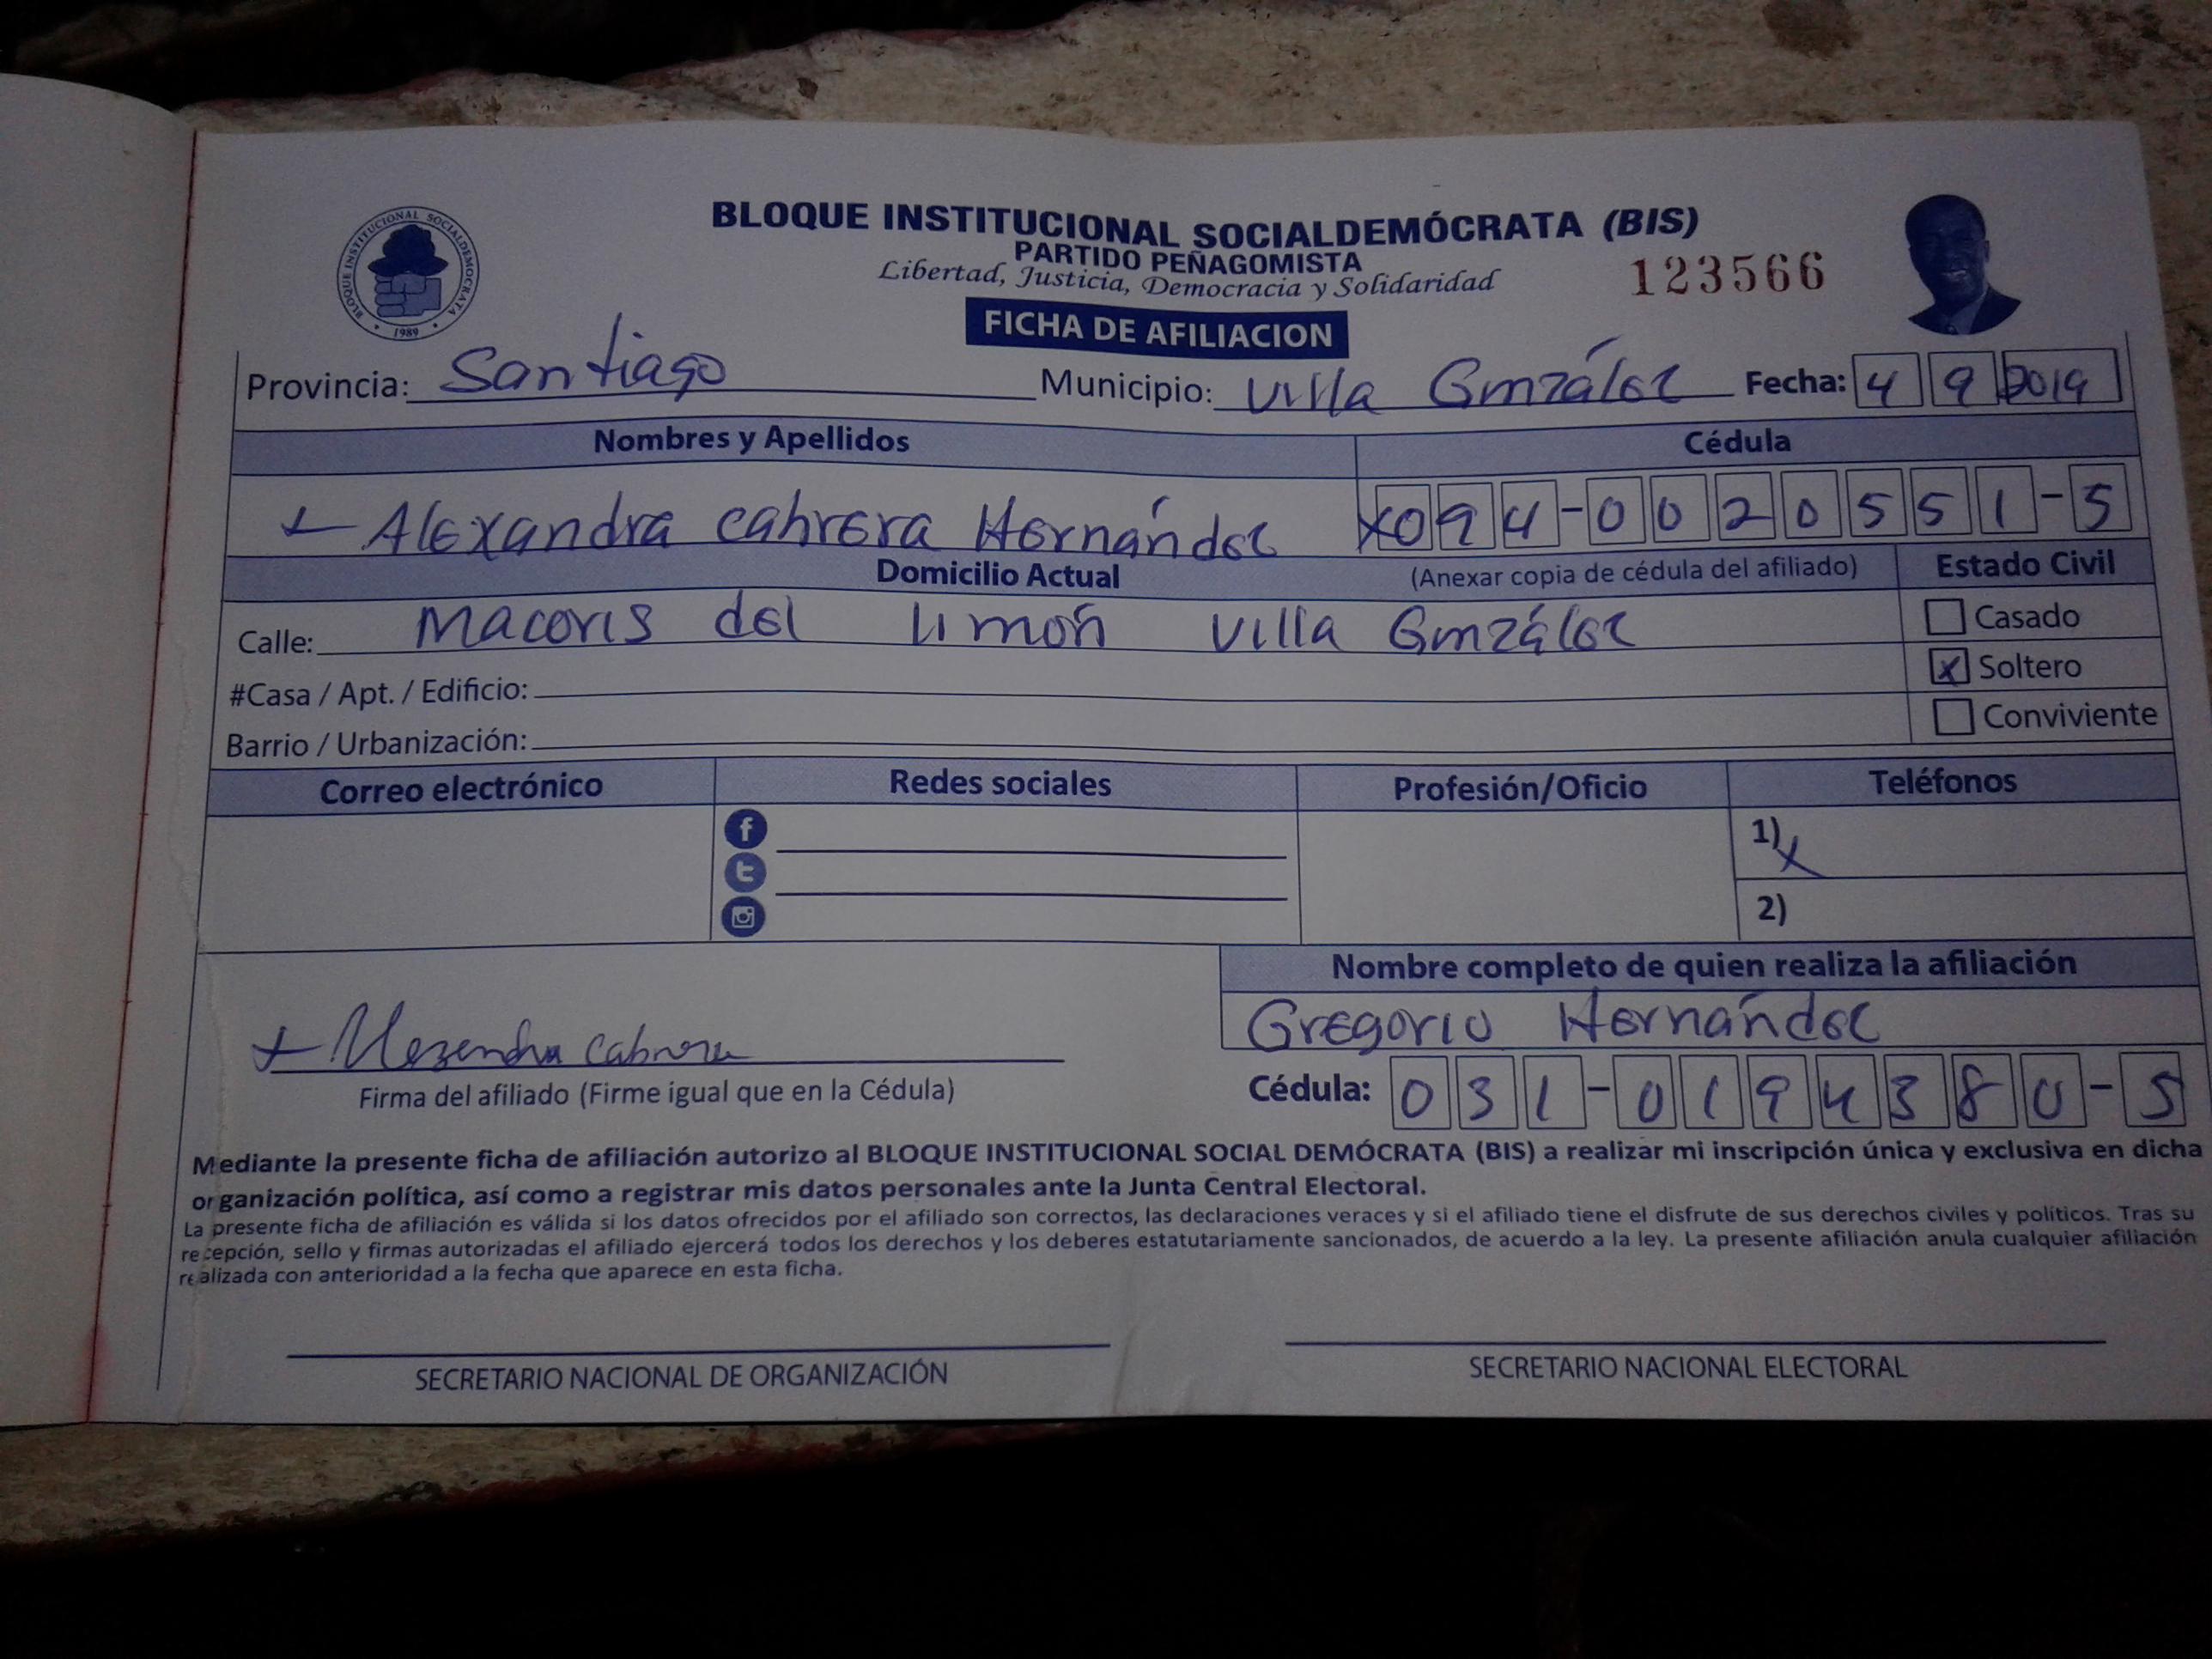 BLOQUE INSTITUCIONAL SOCIALDEMOCRATA
1989
BLOQUE INSTITUCIONAL SOCIALDEMÓCRATA (BIS)
PARTIDO PEÑAGOMISTA
Libertad, Justicia, Democracia y Solidaridad
123566
FICHA DE AFILIACION
Provincia: Santiago Municipio: Villa González Fecha: 4 9 2019
Nombres y Apellidos Cédula
+ Alexandra cabrera Hernández X094-0020551-5
Domicilio Actual (Anexar copia de cédula del afiliado) Estado Civil
Calle: Macoris del limón Villa González
Casado
X Soltero
#Casa / Apt. / Edificio:
Conviviente
Barrio / Urbanización:
Correo electrónico Redes sociales Profesión/Oficio Teléfonos
1) X
2)
Nombre completo de quien realiza la afiliación
Gregorio Hernández
+ Alexandra Cabrera
Firma del afiliado (Firme igual que en la Cédula)
Cédula: 031-0194380-5
Mediante la presente ficha de afiliación autorizo al BLOQUE INSTITUCIONAL SOCIAL DEMÓCRATA (BIS) a realizar mi inscripción única y exclusiva en dicha
organización política, así como a registrar mis datos personales ante la Junta Central Electoral.
La presente ficha de afiliación es válida si los datos ofrecidos por el afiliado son correctos, las declaraciones veraces y si el afiliado tiene el disfrute de sus derechos civiles y políticos. Tras su
recepción, sello y firmas autorizadas el afiliado ejercerá todos los derechos y los deberes estatutariamente sancionados, de acuerdo a la ley. La presente afiliación anula cualquier afiliación
realizada con anterioridad a la fecha que aparece en esta ficha.
SECRETARIO NACIONAL DE ORGANIZACIÓN SECRETARIO NACIONAL ELECTORAL